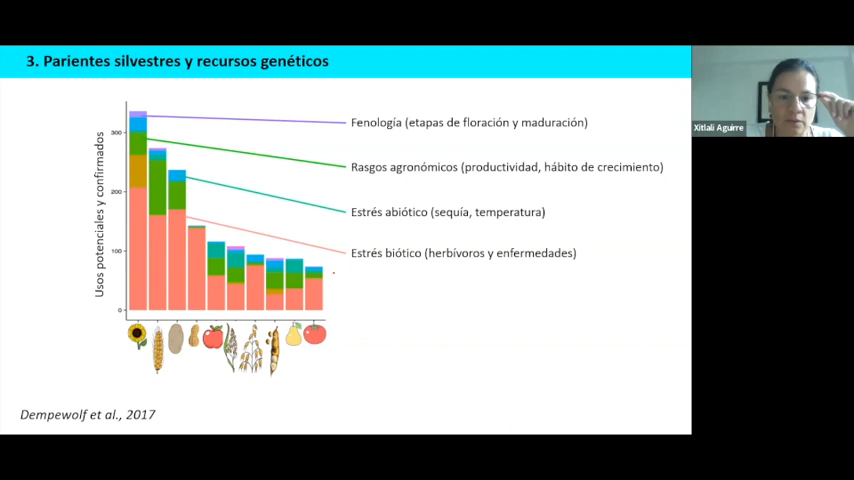 3. Parientes silvestres y recursos genéticos
Xitlali Aguirre
Usos potenciales y confirmados
300
200
100
0
Fenología (etapas de floración y maduración)
Rasgos agronómicos (productividad, hábito de crecimiento)
Estrés abiótico (sequía, temperatura)
Estrés biótico (herbívoros y enfermedades)
Dempewolf et al., 2017